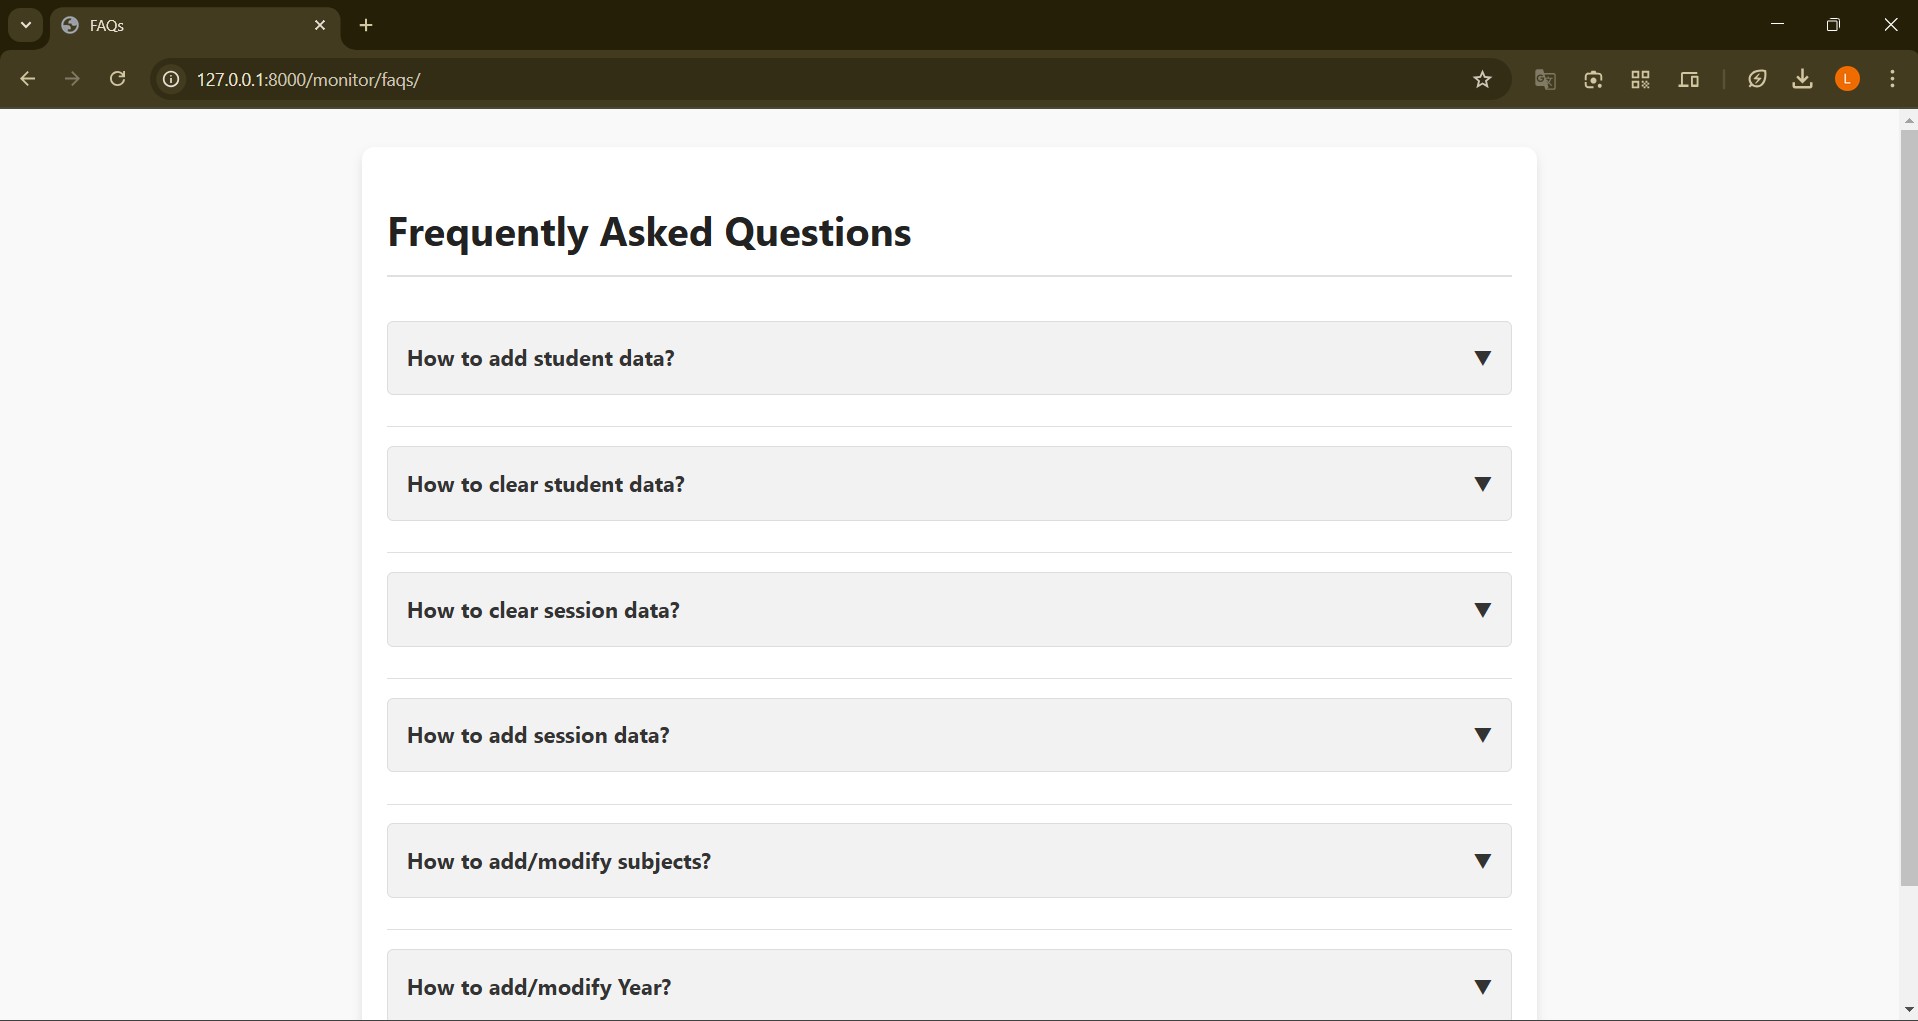 FAQs
127.0.0.1:8000/monitor/faqs/
L
Frequently Asked Questions
How to add student data?
How to clear student data?
How to clear session data?
How to add session data?
How to add/modify subjects?
How to add/modify Year?